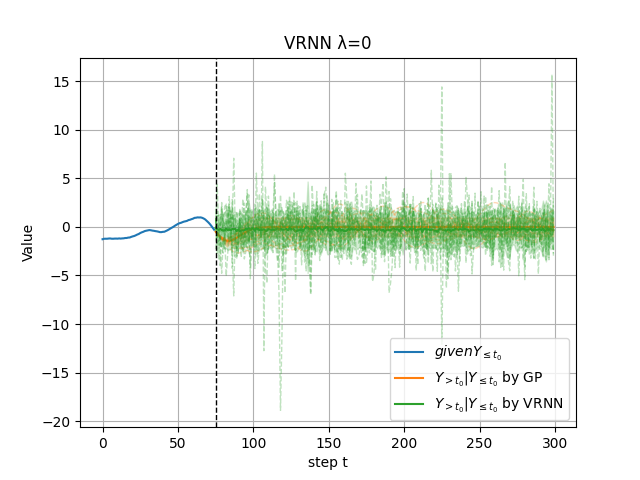 VRNN λ=0
Value
15
10
5
0
−5
−10
−15
−20
givenY≤t₀
Y>t₀|Y≤t₀ by GP
Y>t₀|Y≤t₀ by VRNN
0 50 100 150 200 250 300
step t